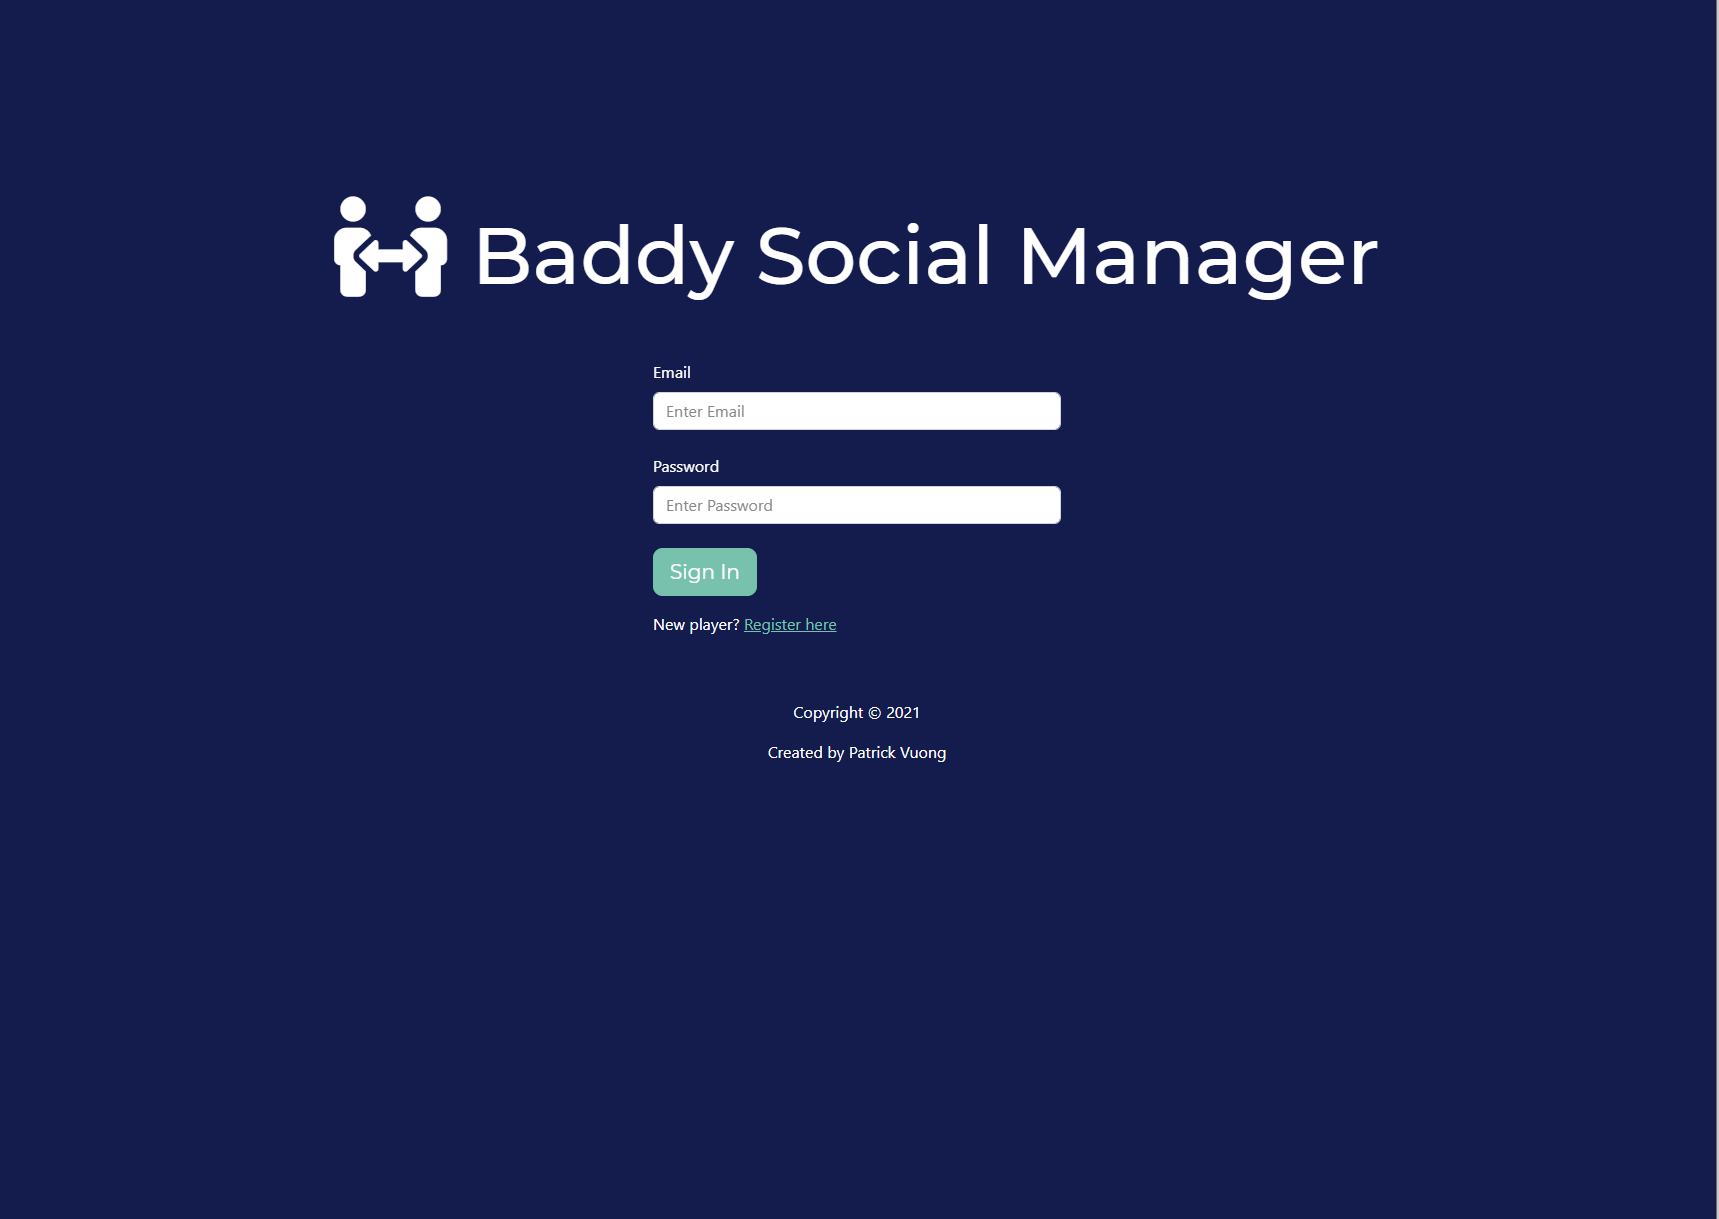 Baddy Social Manager
Email
Enter Email
Password
Enter Password
Sign In
New player? Register here
Copyright © 2021
Created by Patrick Vuong